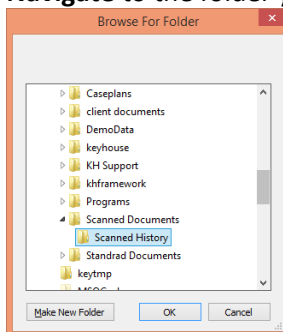 Navigate to the folder
Browse For Folder
Caseplans
client documents
DemoData
keyhouse
KH Support
khframework
Programs
Scanned Documents
Scanned History
Standrad Documents
keytmp
Make New Folder
OK
Cancel